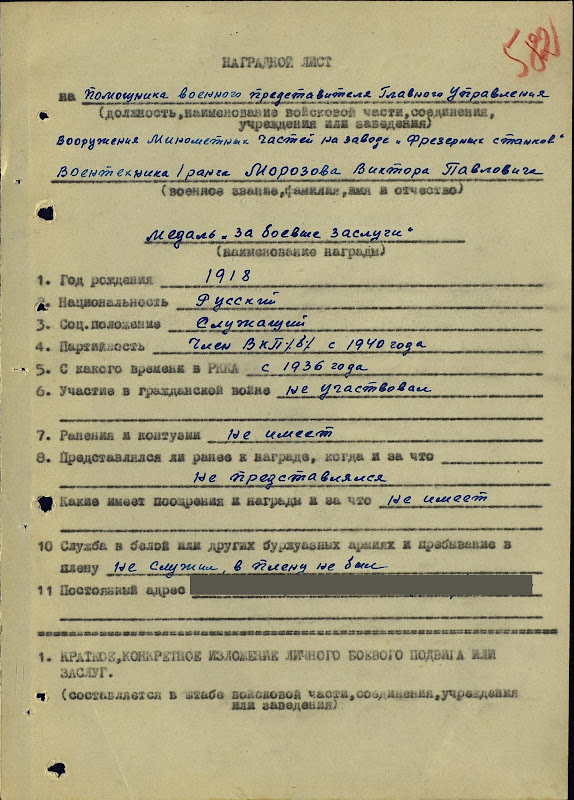 582
НАГРАДНОЙ ЛИСТ
на Помощника военного представителя Главного Управления
(должность,наименование войсковой части,соединения,
учреждения или заведения)
Вооружения Минометных Частей на заводе „Фрезерных станков"
Воентехника 1 ранга Морозова Виктора Павловича
(военное звание,фамилия,имя и отчество)
Медаль „За боевые заслуги"
(наименование награды)
1. Год рождения 1918
2. Национальность Русский
3. Соц.положение Служащий
4. Партийность Член ВКП/б/ с 1940 года
5. С какого времени в РККА с 1936 года
6. Участие в гражданской войне не участвовал
7. Ранения и контузии не имеет
8. Представлялся ли ранее к награде, когда и за что
не представлялся
Какие имеет поощрения и награды и за что не имеет
10 Служба в белой или других буржуазных армиях и пребывание в
плену не служил, в плену не был
11 Постоянный адрес
1. КРАТКОЕ,КОНКРЕТНОЕ ИЗЛОЖЕНИЕ ЛИЧНОГО БОЕВОГО ПОДВИГА ИЛИ
ЗАСЛУГ.
(составляется в штабе войсковой части,соединения,учреждения
или заведения)